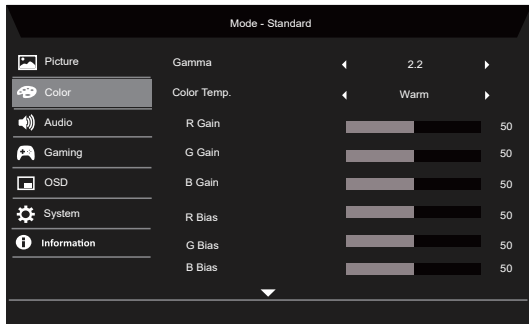 Mode - Standard
Picture
Color
Audio
Gaming
OSD
System
Information
Gamma 2.2
Color Temp. Warm
R Gain 50
G Gain 50
B Gain 50
R Bias 50
G Bias 50
B Bias 50